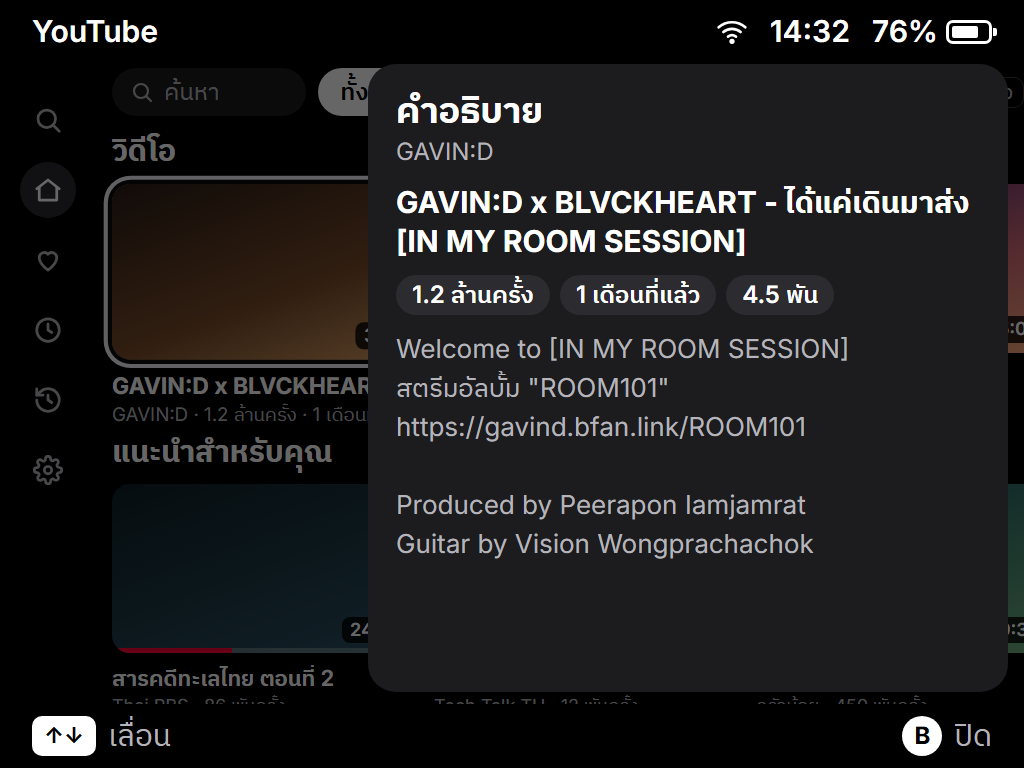 YouTube
14:32 76%
ค้นหา
วิดีโอ
GAVIN:D x BLVCKHEAR
GAVIN:D · 1.2 ล้านครั้ง · 1 เดือน
แนะนำสำหรับคุณ
24
สารคดีทะเลไทย ตอนที่ 2
คำอธิบาย
GAVIN:D
GAVIN:D x BLVCKHEART - ได้แค่เดินมาส่ง
[IN MY ROOM SESSION]
1.2 ล้านครั้ง 1 เดือนที่แล้ว 4.5 พัน
Welcome to [IN MY ROOM SESSION]
สตรีมอัลบั้ม "ROOM101"
https://gavind.bfan.link/ROOM101
Produced by Peerapon Iamjamrat
Guitar by Vision Wongprachachok
↑↓ เลื่อน
B ปิด